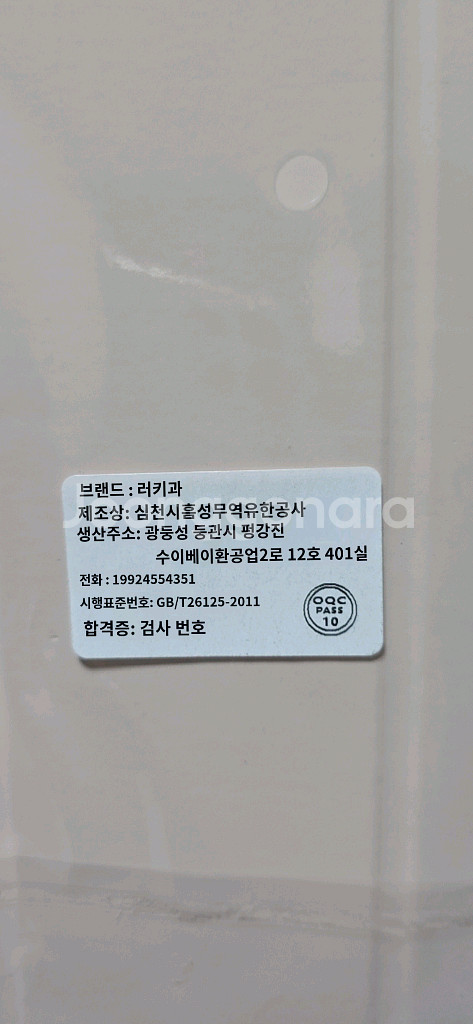 브랜드 : 러키과
제조상: 심천시홈성무역유한공사
생산주소: 광둥성 둥관시 펑강진
수이베이환공업2로 12호 401실
전화 : 19924554351
시행표준번호: GB/T26125-2011
합격증: 검사 번호
OQC
PASS
10